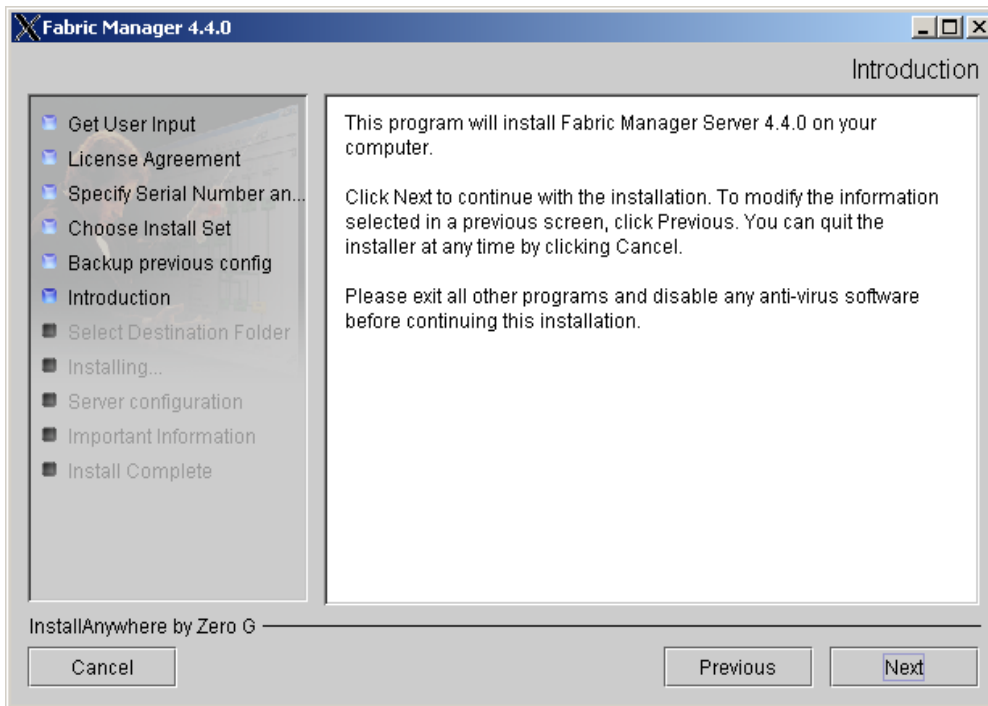 Fabric Manager 4.4.0
Introduction
Get User Input
License Agreement
Specify Serial Number an...
Choose Install Set
Backup previous config
Introduction
Select Destination Folder
Installing...
Server configuration
Important Information
Install Complete
This program will install Fabric Manager Server 4.4.0 on your
computer.
Click Next to continue with the installation. To modify the information
selected in a previous screen, click Previous. You can quit the
installer at any time by clicking Cancel.
Please exit all other programs and disable any anti-virus software
before continuing this installation.
InstallAnywhere by Zero G
Cancel
Previous
Next